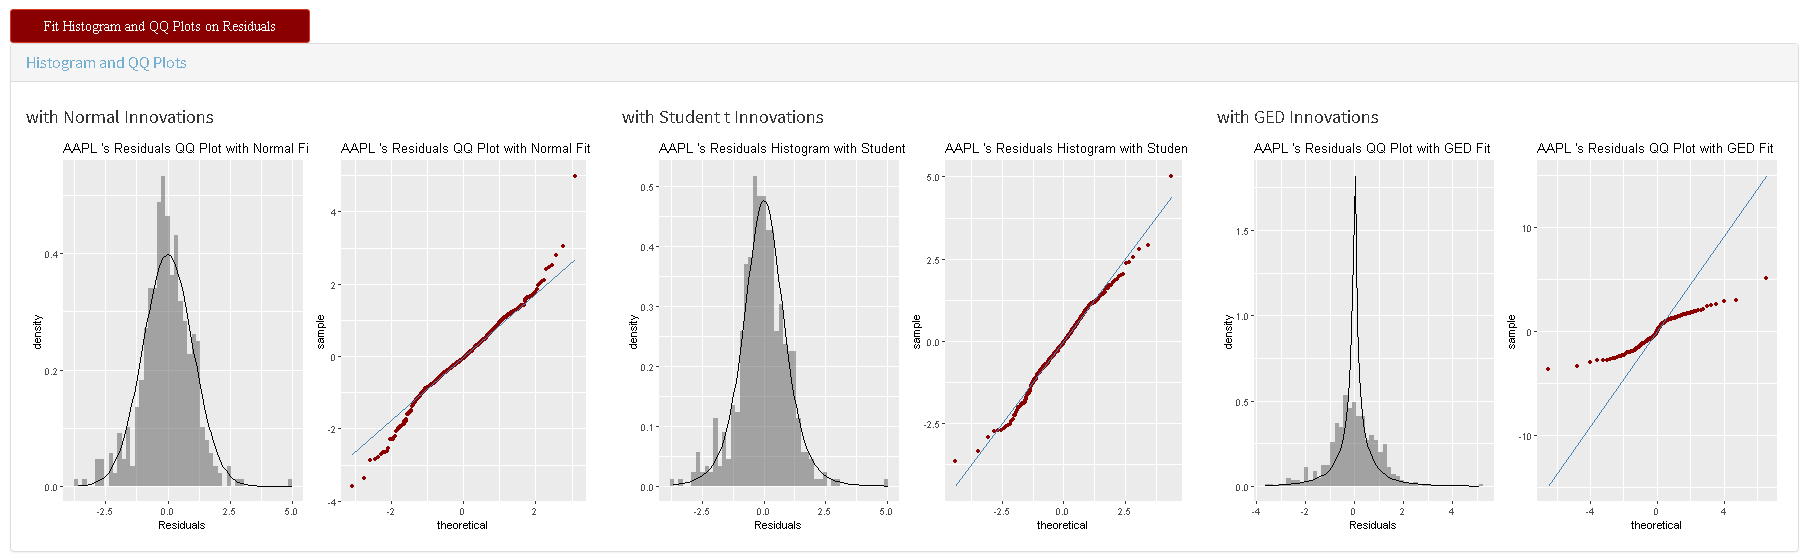 Fit Histogram and QQ Plots on Residuals
Histogram and QQ Plots
with Normal Innovations
AAPL 's Residuals QQ Plot with Normal Fi
density
0.4
0.2
0.0
-2.5
0.0
2.5
5.0
Residuals
AAPL 's Residuals QQ Plot with Normal Fit
sample
4
2
0
-2
-4
-2
0
2
theoretical
with Student t Innovations
AAPL 's Residuals Histogram with Student
density
0.5
0.4
0.3
0.2
0.1
0.0
-2.5
0.0
2.5
5.0
Residuals
AAPL 's Residuals Histogram with Studen
sample
5.0
2.5
0.0
-2.5
-2.5
0.0
2.5
theoretical
with GED Innovations
AAPL 's Residuals QQ Plot with GED Fit
density
1.5
1.0
0.5
0.0
-4
-2
0
2
4
Residuals
AAPL 's Residuals QQ Plot with GED Fit
sample
10
0
-10
-4
0
4
theoretical